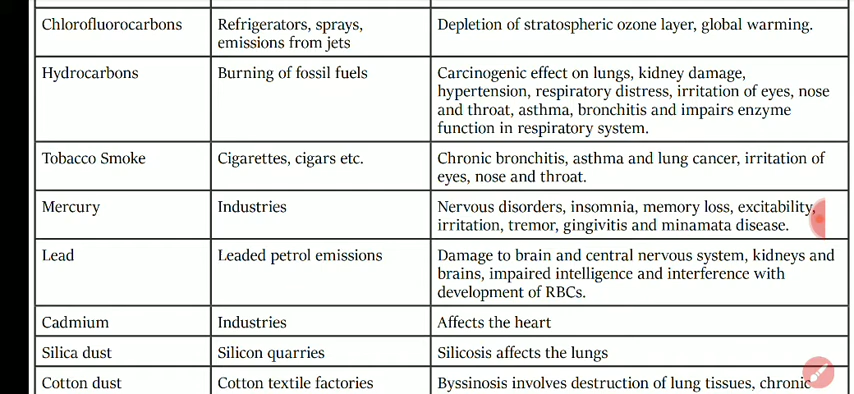 Chlorofluorocarbons
Refrigerators, sprays,
emissions from jets
Depletion of stratospheric ozone layer, global warming.
Hydrocarbons
Burning of fossil fuels
Carcinogenic effect on lungs, kidney damage,
hypertension, respiratory distress, irritation of eyes, nose
and throat, asthma, bronchitis and impairs enzyme
function in respiratory system.
Tobacco Smoke
Cigarettes, cigars etc.
Chronic bronchitis, asthma and lung cancer, irritation of
eyes, nose and throat.
Mercury
Industries
Nervous disorders, insomnia, memory loss, excitability,
irritation, tremor, gingivitis and minamata disease.
Lead
Leaded petrol emissions
Damage to brain and central nervous system, kidneys and
brains, impaired intelligence and interference with
development of RBCs.
Cadmium
Industries
Affects the heart
Silica dust
Silicon quarries
Silicosis affects the lungs
Cotton dust
Cotton textile factories
Byssinosis involves destruction of lung tissues, chronic